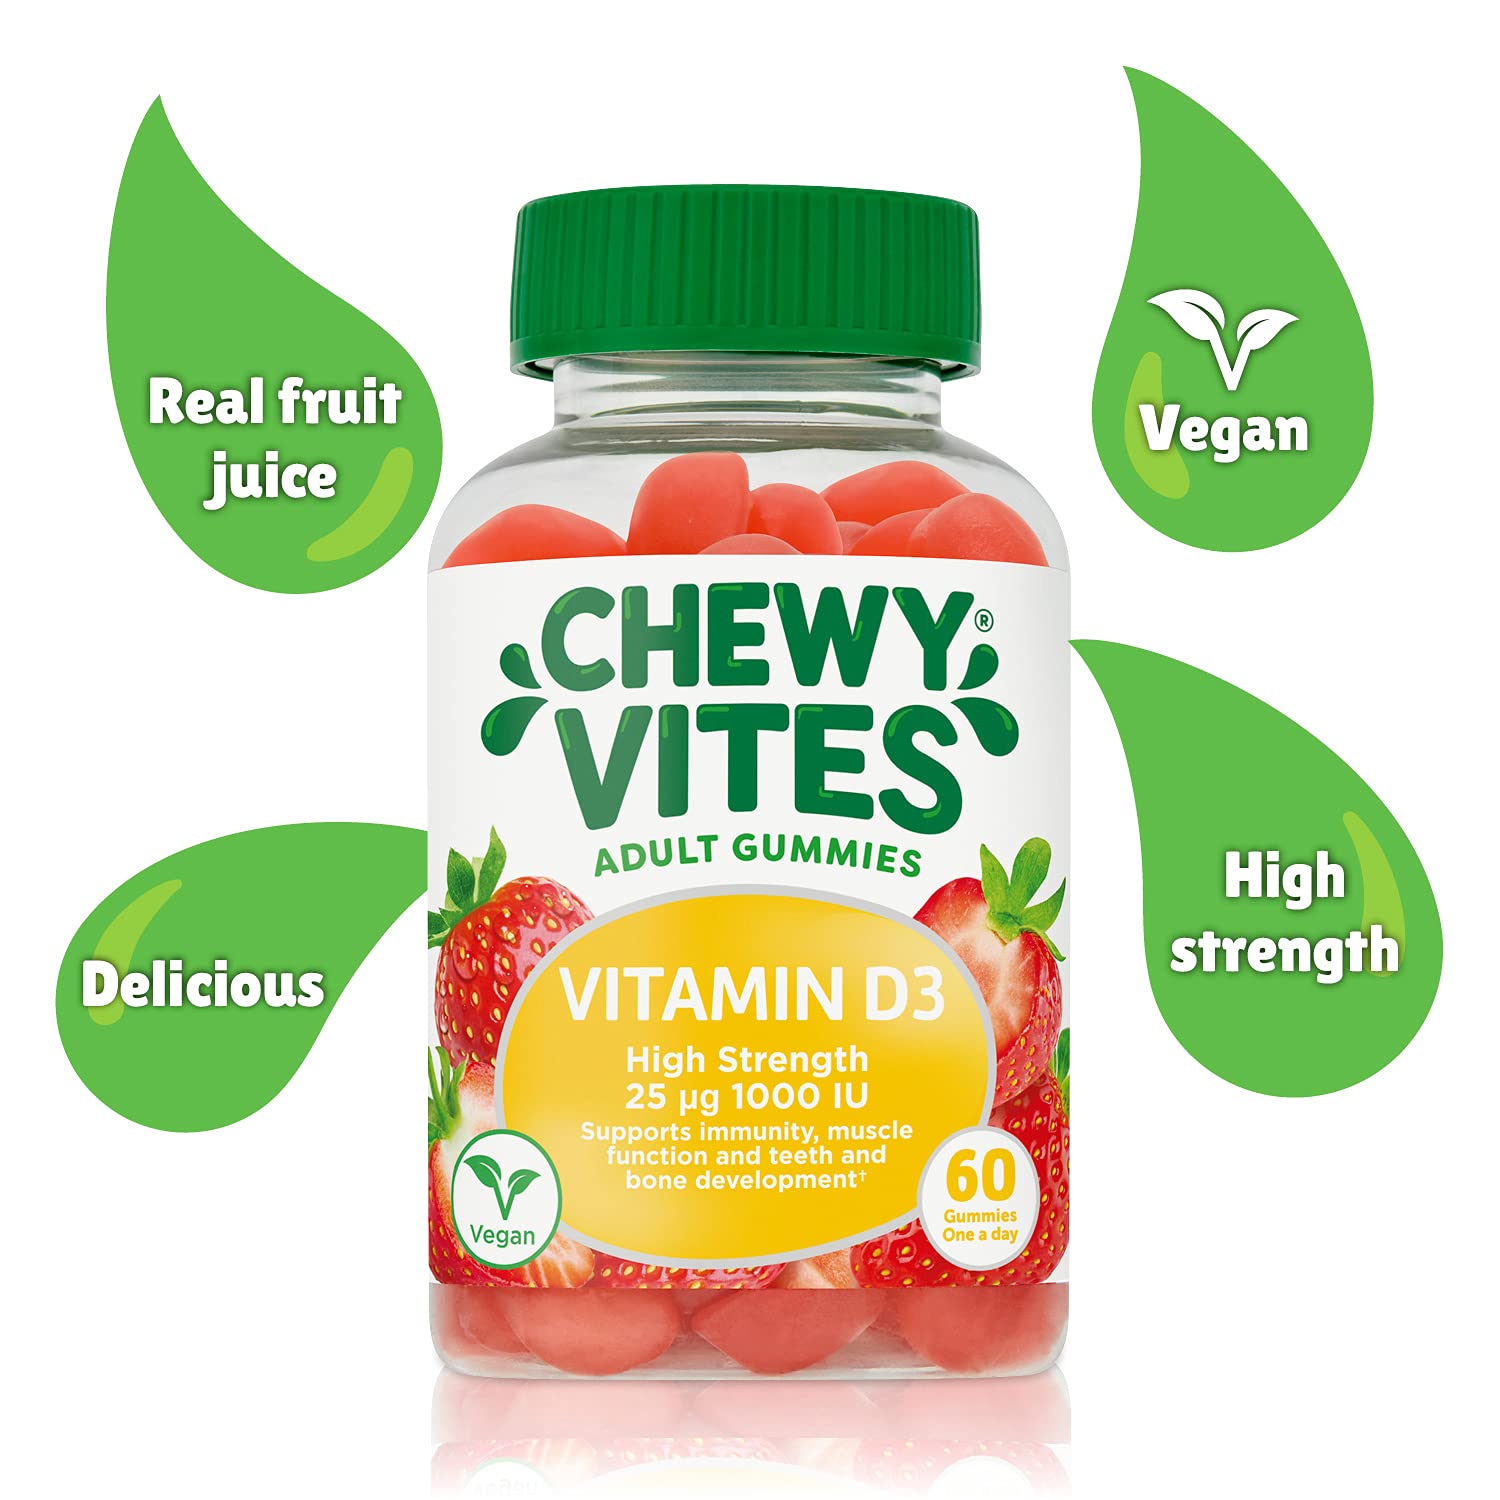 Real fruit
juice
Vegan
CHEWY®
VITES
ADULT GUMMIES
Delicious
High
strength
VITAMIN D3
High Strength
25 µg 1000 IU
Supports immunity, muscle
function and teeth and
bone development†
Vegan
60
Gummies
One a day